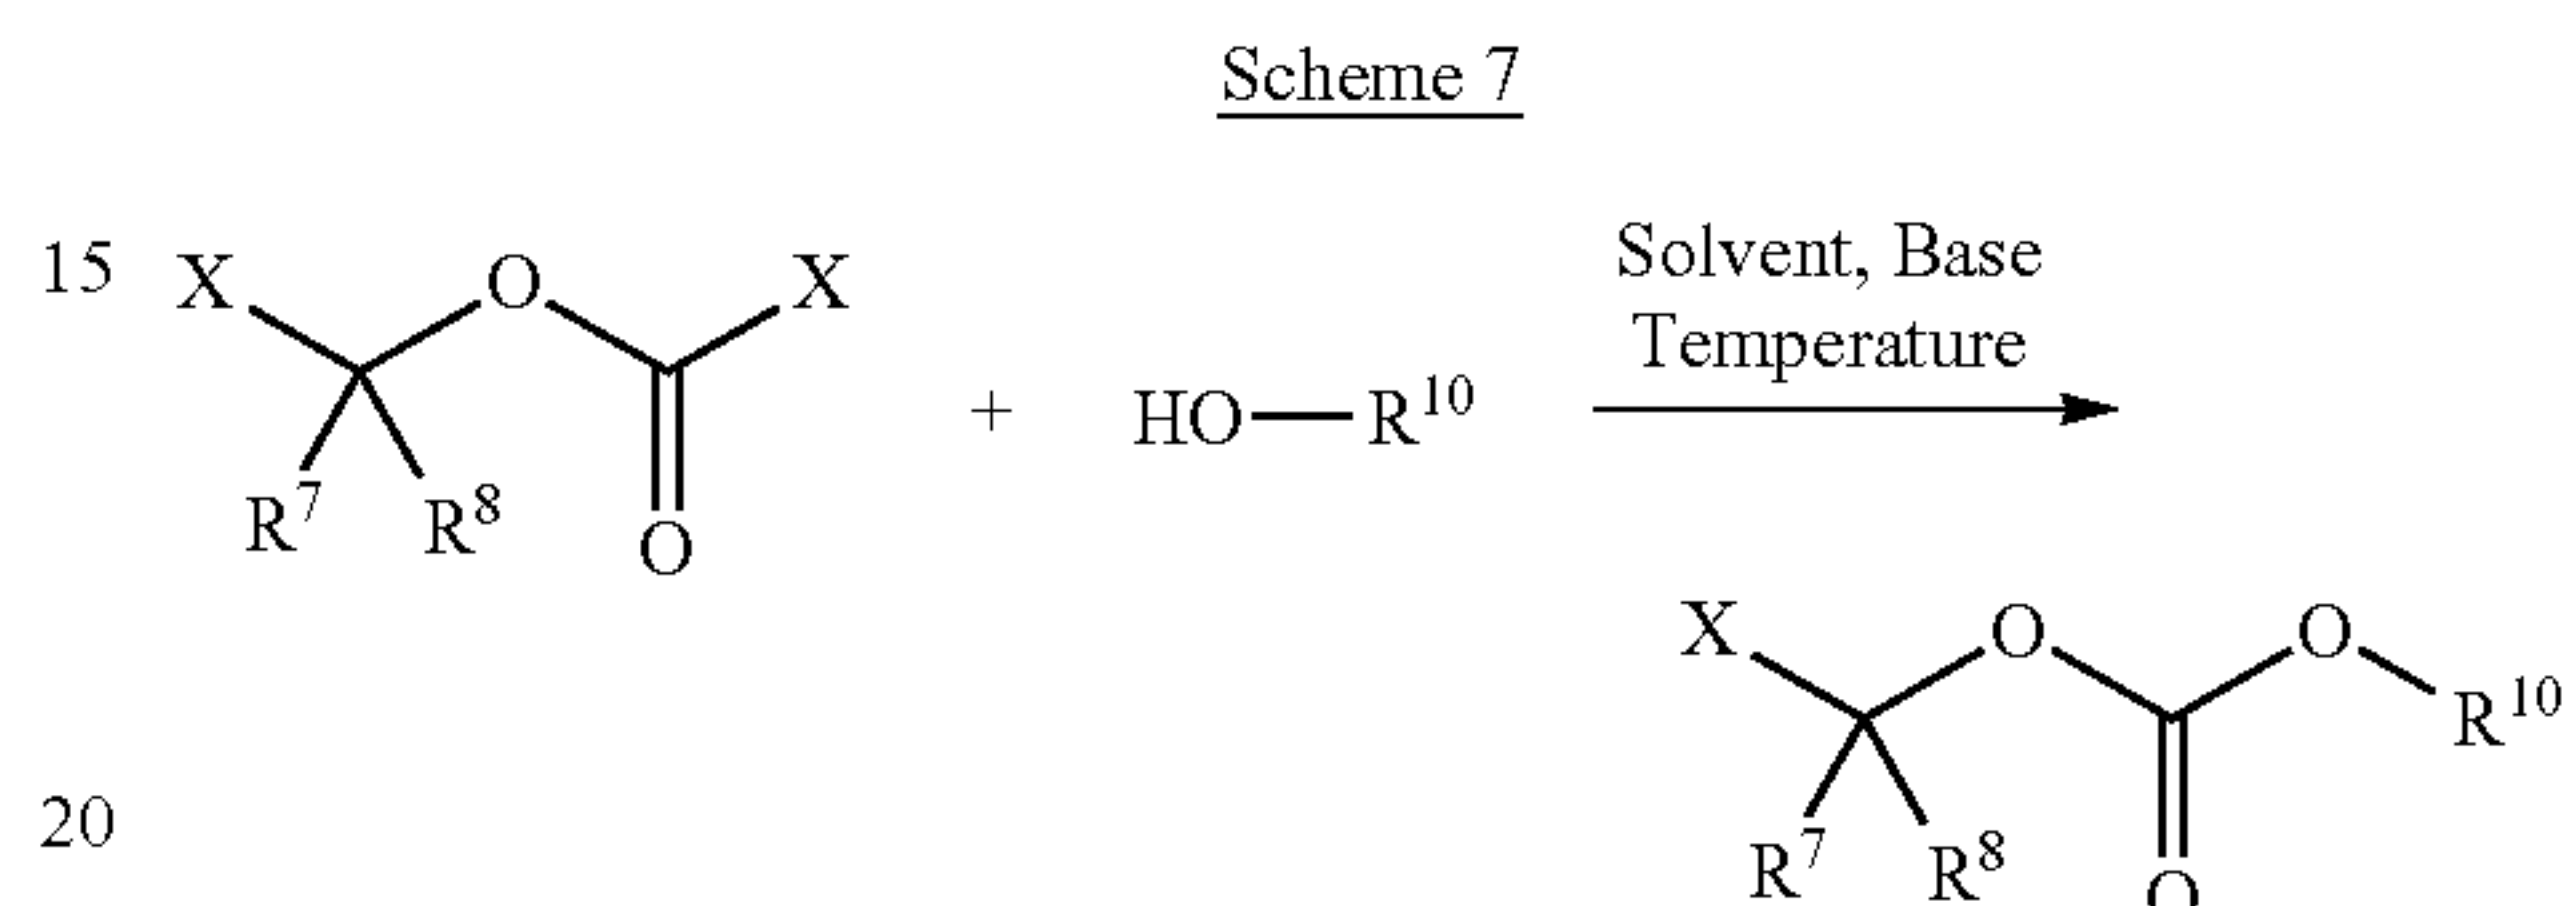 Scheme 7
15 X O X
+ HO—R¹⁰
Solvent, Base
Temperature
R⁷ R⁸
O
X O O
R¹⁰
20
R⁷ R⁸
O